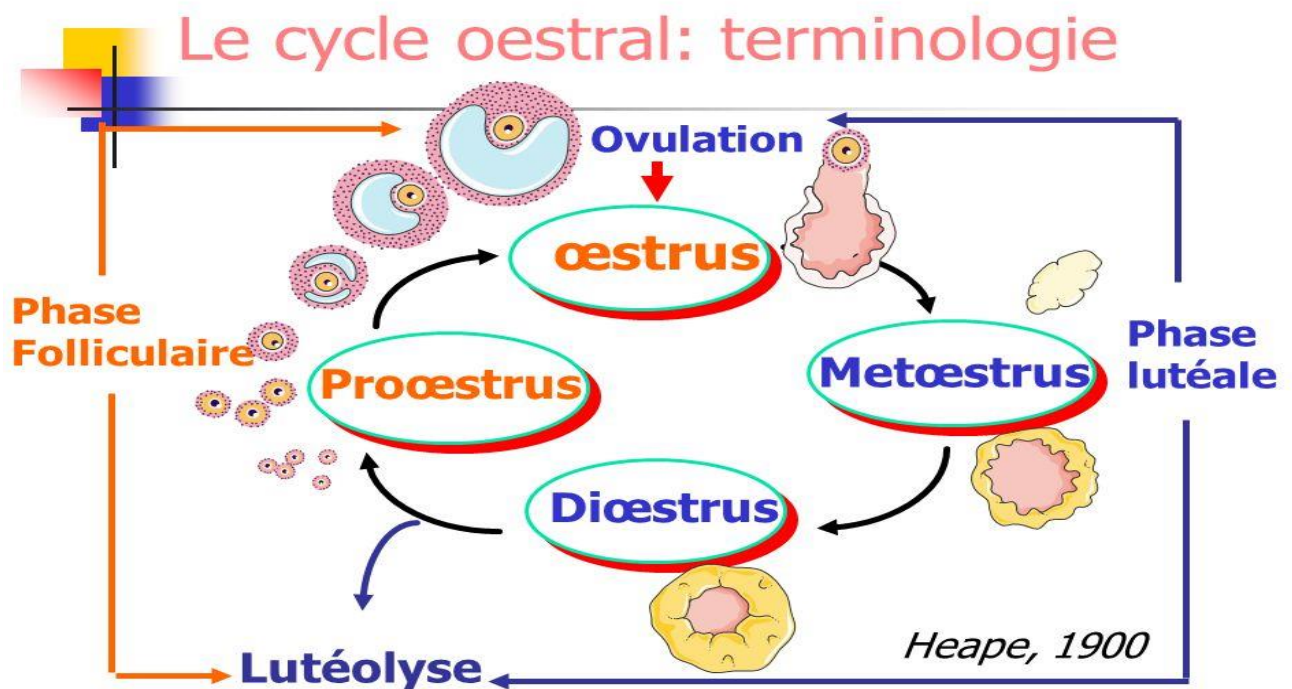 Le cycle oestral: terminologie
Ovulation
œstrus
Phase
Folliculaire
Proœstrus
Metœstrus
Phase
lutéale
Diœstrus
Lutéolyse
Heape, 1900